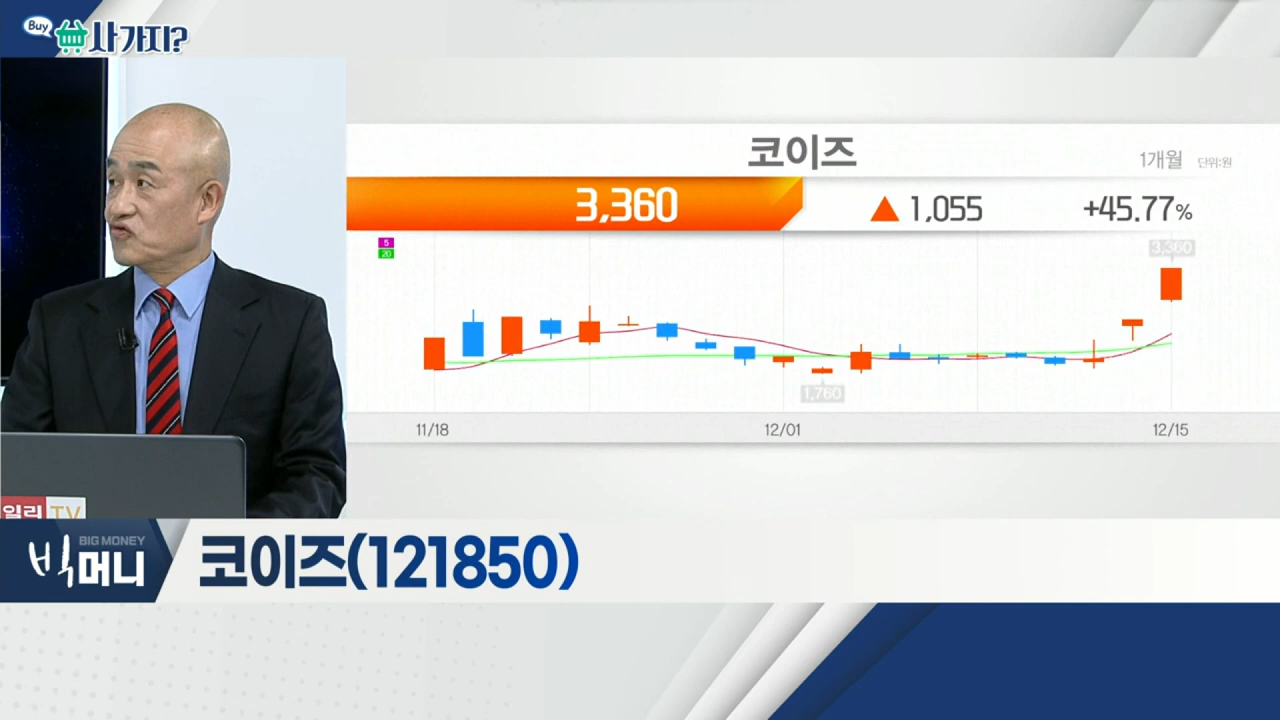 Buy
사가지?
코이즈
1개월 단위:원
3,360 ▲ 1,055 +45.77%
5
20
3,360
1,760
11/18 12/01 12/15
일리 TV
BIG MONEY
빅머니
코이즈(121850)